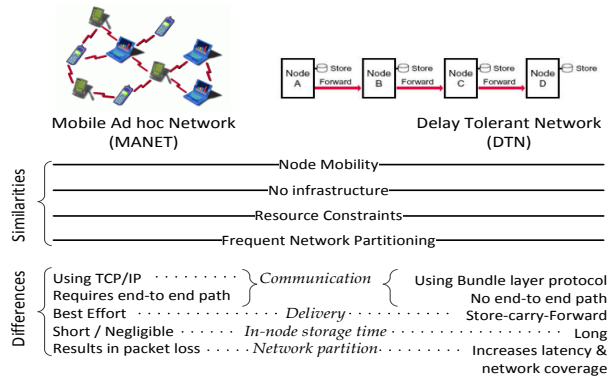 Node A
Store
Forward
Node B
Store
Forward
Node C
Store
Forward
Node D
Store
Mobile Ad hoc Network
(MANET)
Delay Tolerant Network
(DTN)
Similarities
Node Mobility
No infrastructure
Resource Constraints
Frequent Network Partitioning
Differences
Using TCP/IP
Requires end-to end path
Communication
Using Bundle layer protocol
No end-to end path
Best Effort Delivery Store-carry-Forward
Short / Negligible In-node storage time Long
Results in packet loss Network partition Increases latency &
network coverage